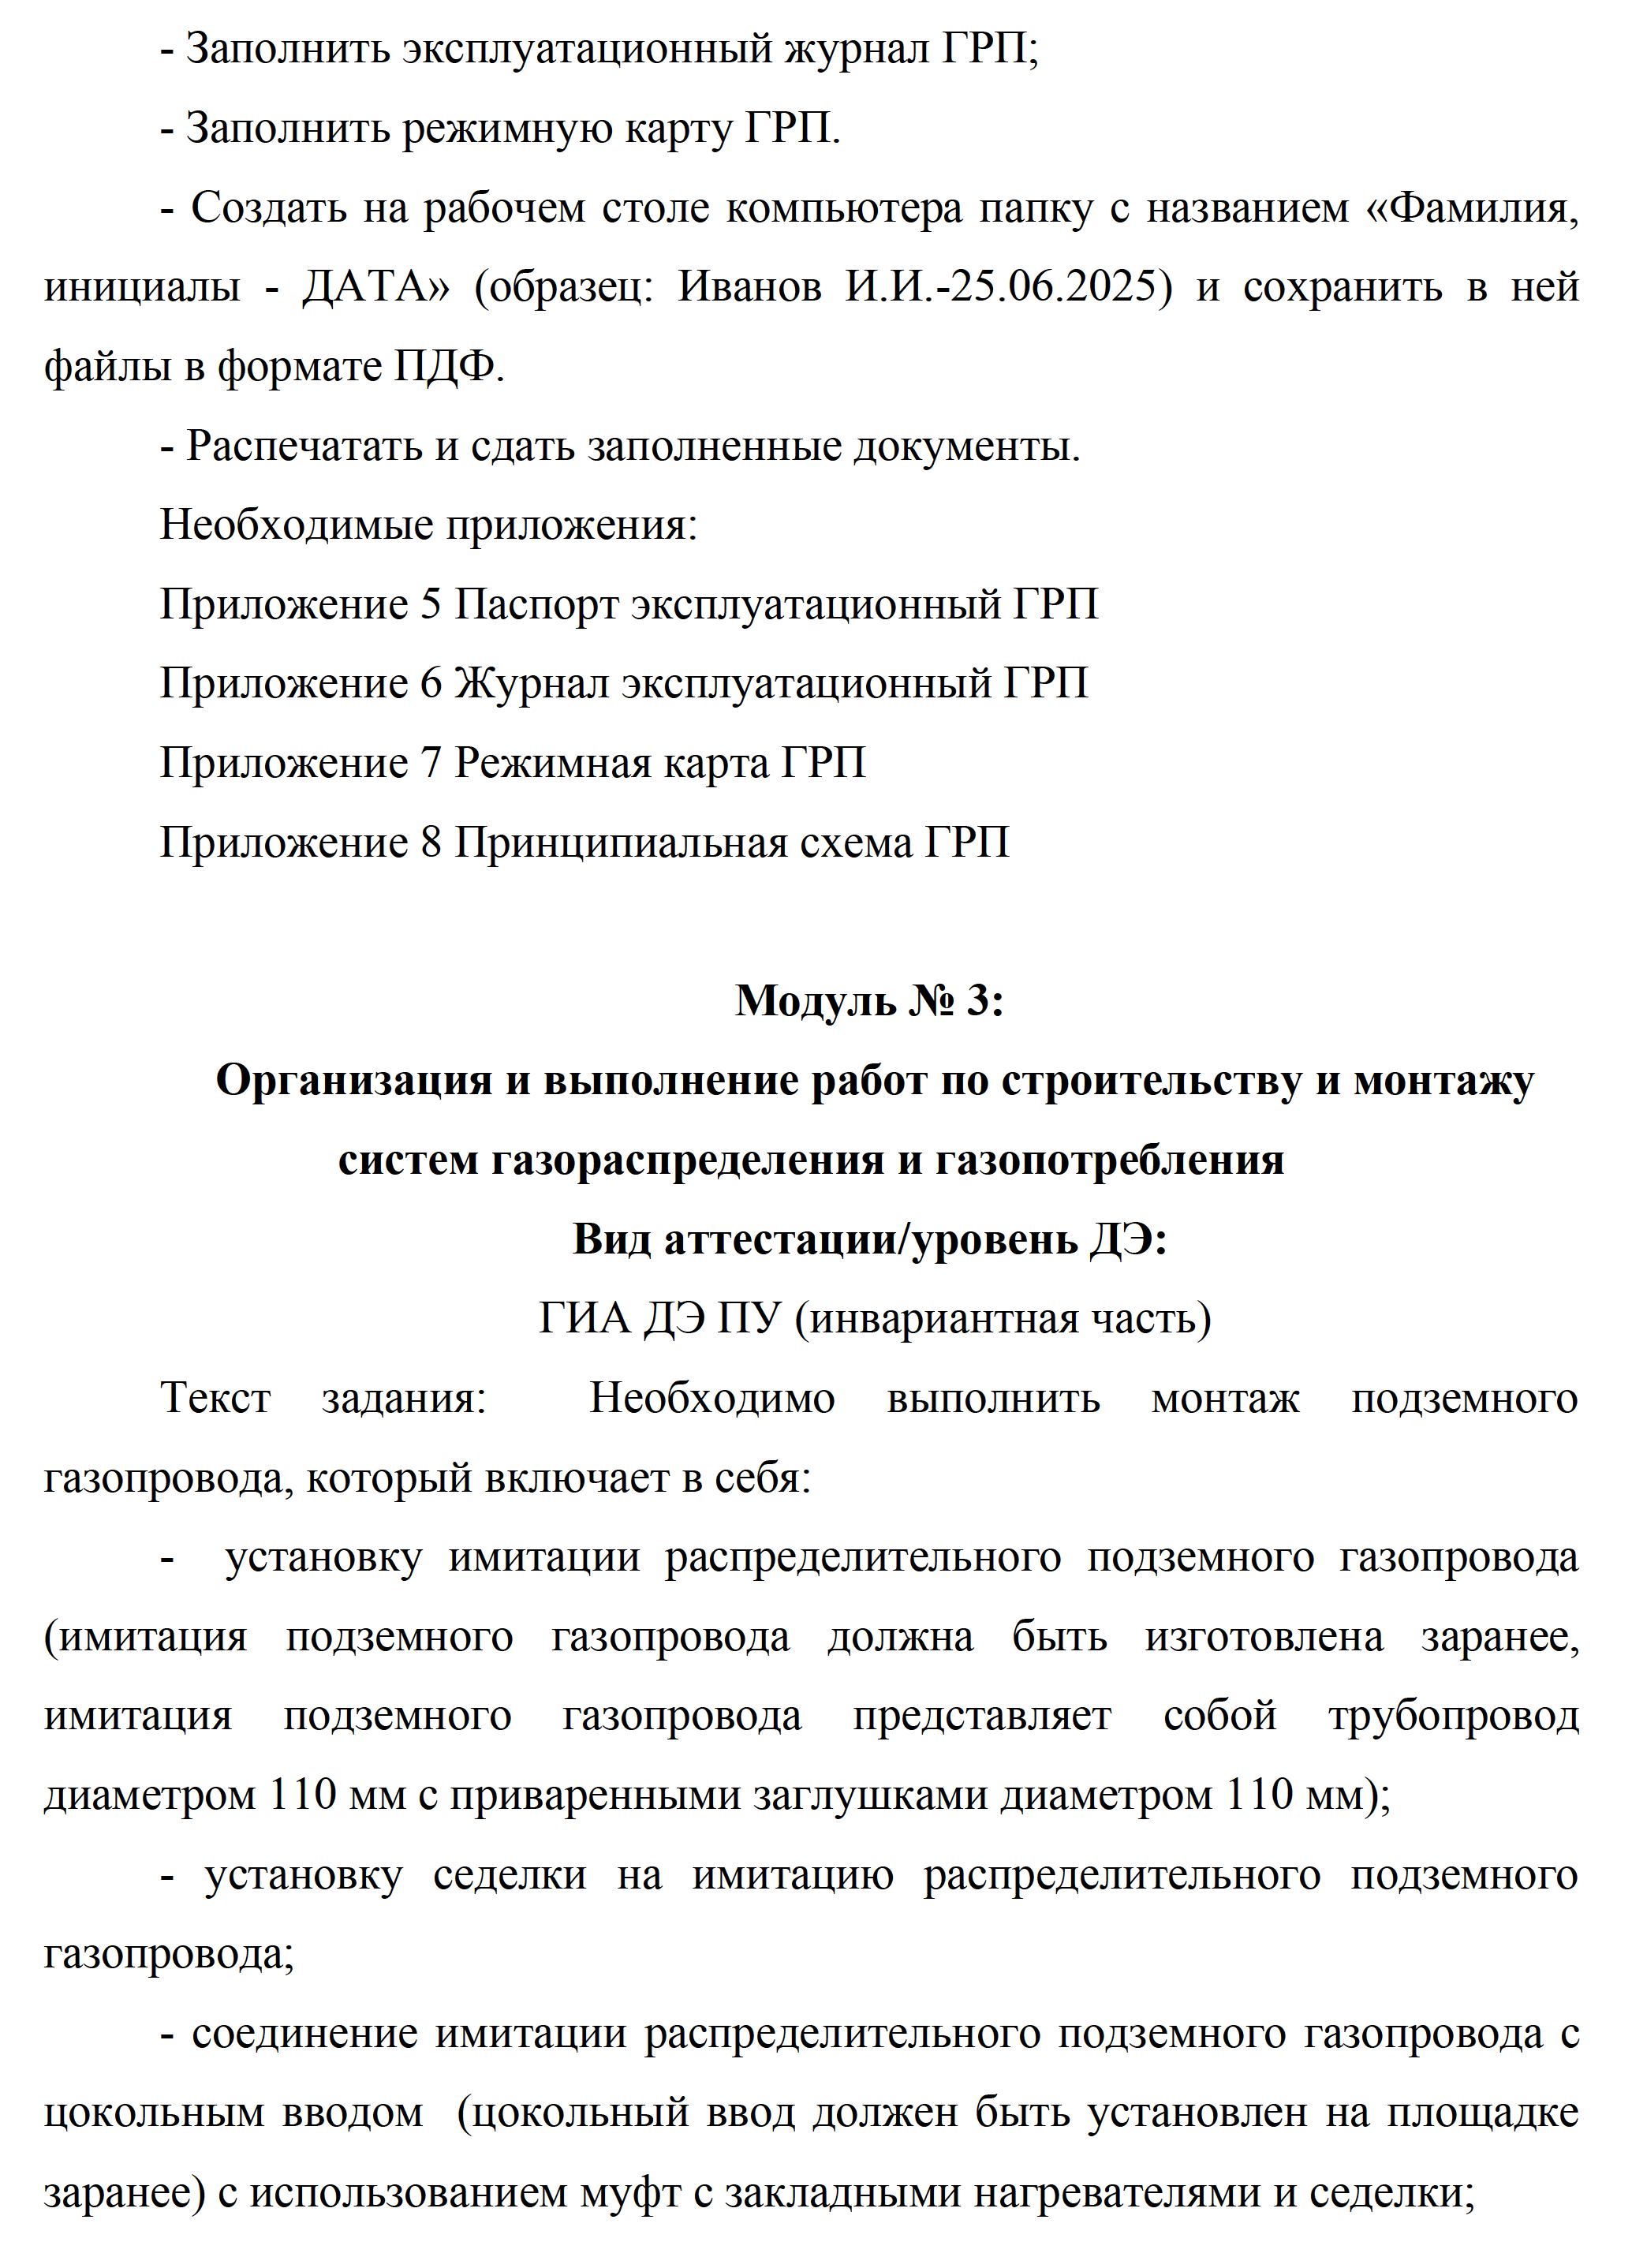 - Заполнить эксплуатационный журнал ГРП;
- Заполнить режимную карту ГРП.
- Создать на рабочем столе компьютера папку с названием «Фамилия,
инициалы - ДАТА» (образец: Иванов И.И.-25.06.2025) и сохранить в ней
файлы в формате ПДФ.
- Распечатать и сдать заполненные документы.
Необходимые приложения:
Приложение 5 Паспорт эксплуатационный ГРП
Приложение 6 Журнал эксплуатационный ГРП
Приложение 7 Режимная карта ГРП
Приложение 8 Принципиальная схема ГРП
Модуль № 3:
Организация и выполнение работ по строительству и монтажу
систем газораспределения и газопотребления
Вид аттестации/уровень ДЭ:
ГИА ДЭ ПУ (инвариантная часть)
Текст задания: Необходимо выполнить монтаж подземного
газопровода, который включает в себя:
- установку имитации распределительного подземного газопровода
(имитация подземного газопровода должна быть изготовлена заранее,
имитация подземного газопровода представляет собой трубопровод
диаметром 110 мм с приваренными заглушками диаметром 110 мм);
- установку седелки на имитацию распределительного подземного
газопровода;
- соединение имитации распределительного подземного газопровода с
цокольным вводом (цокольный ввод должен быть установлен на площадке
заранее) с использованием муфт с закладными нагревателями и седелки;